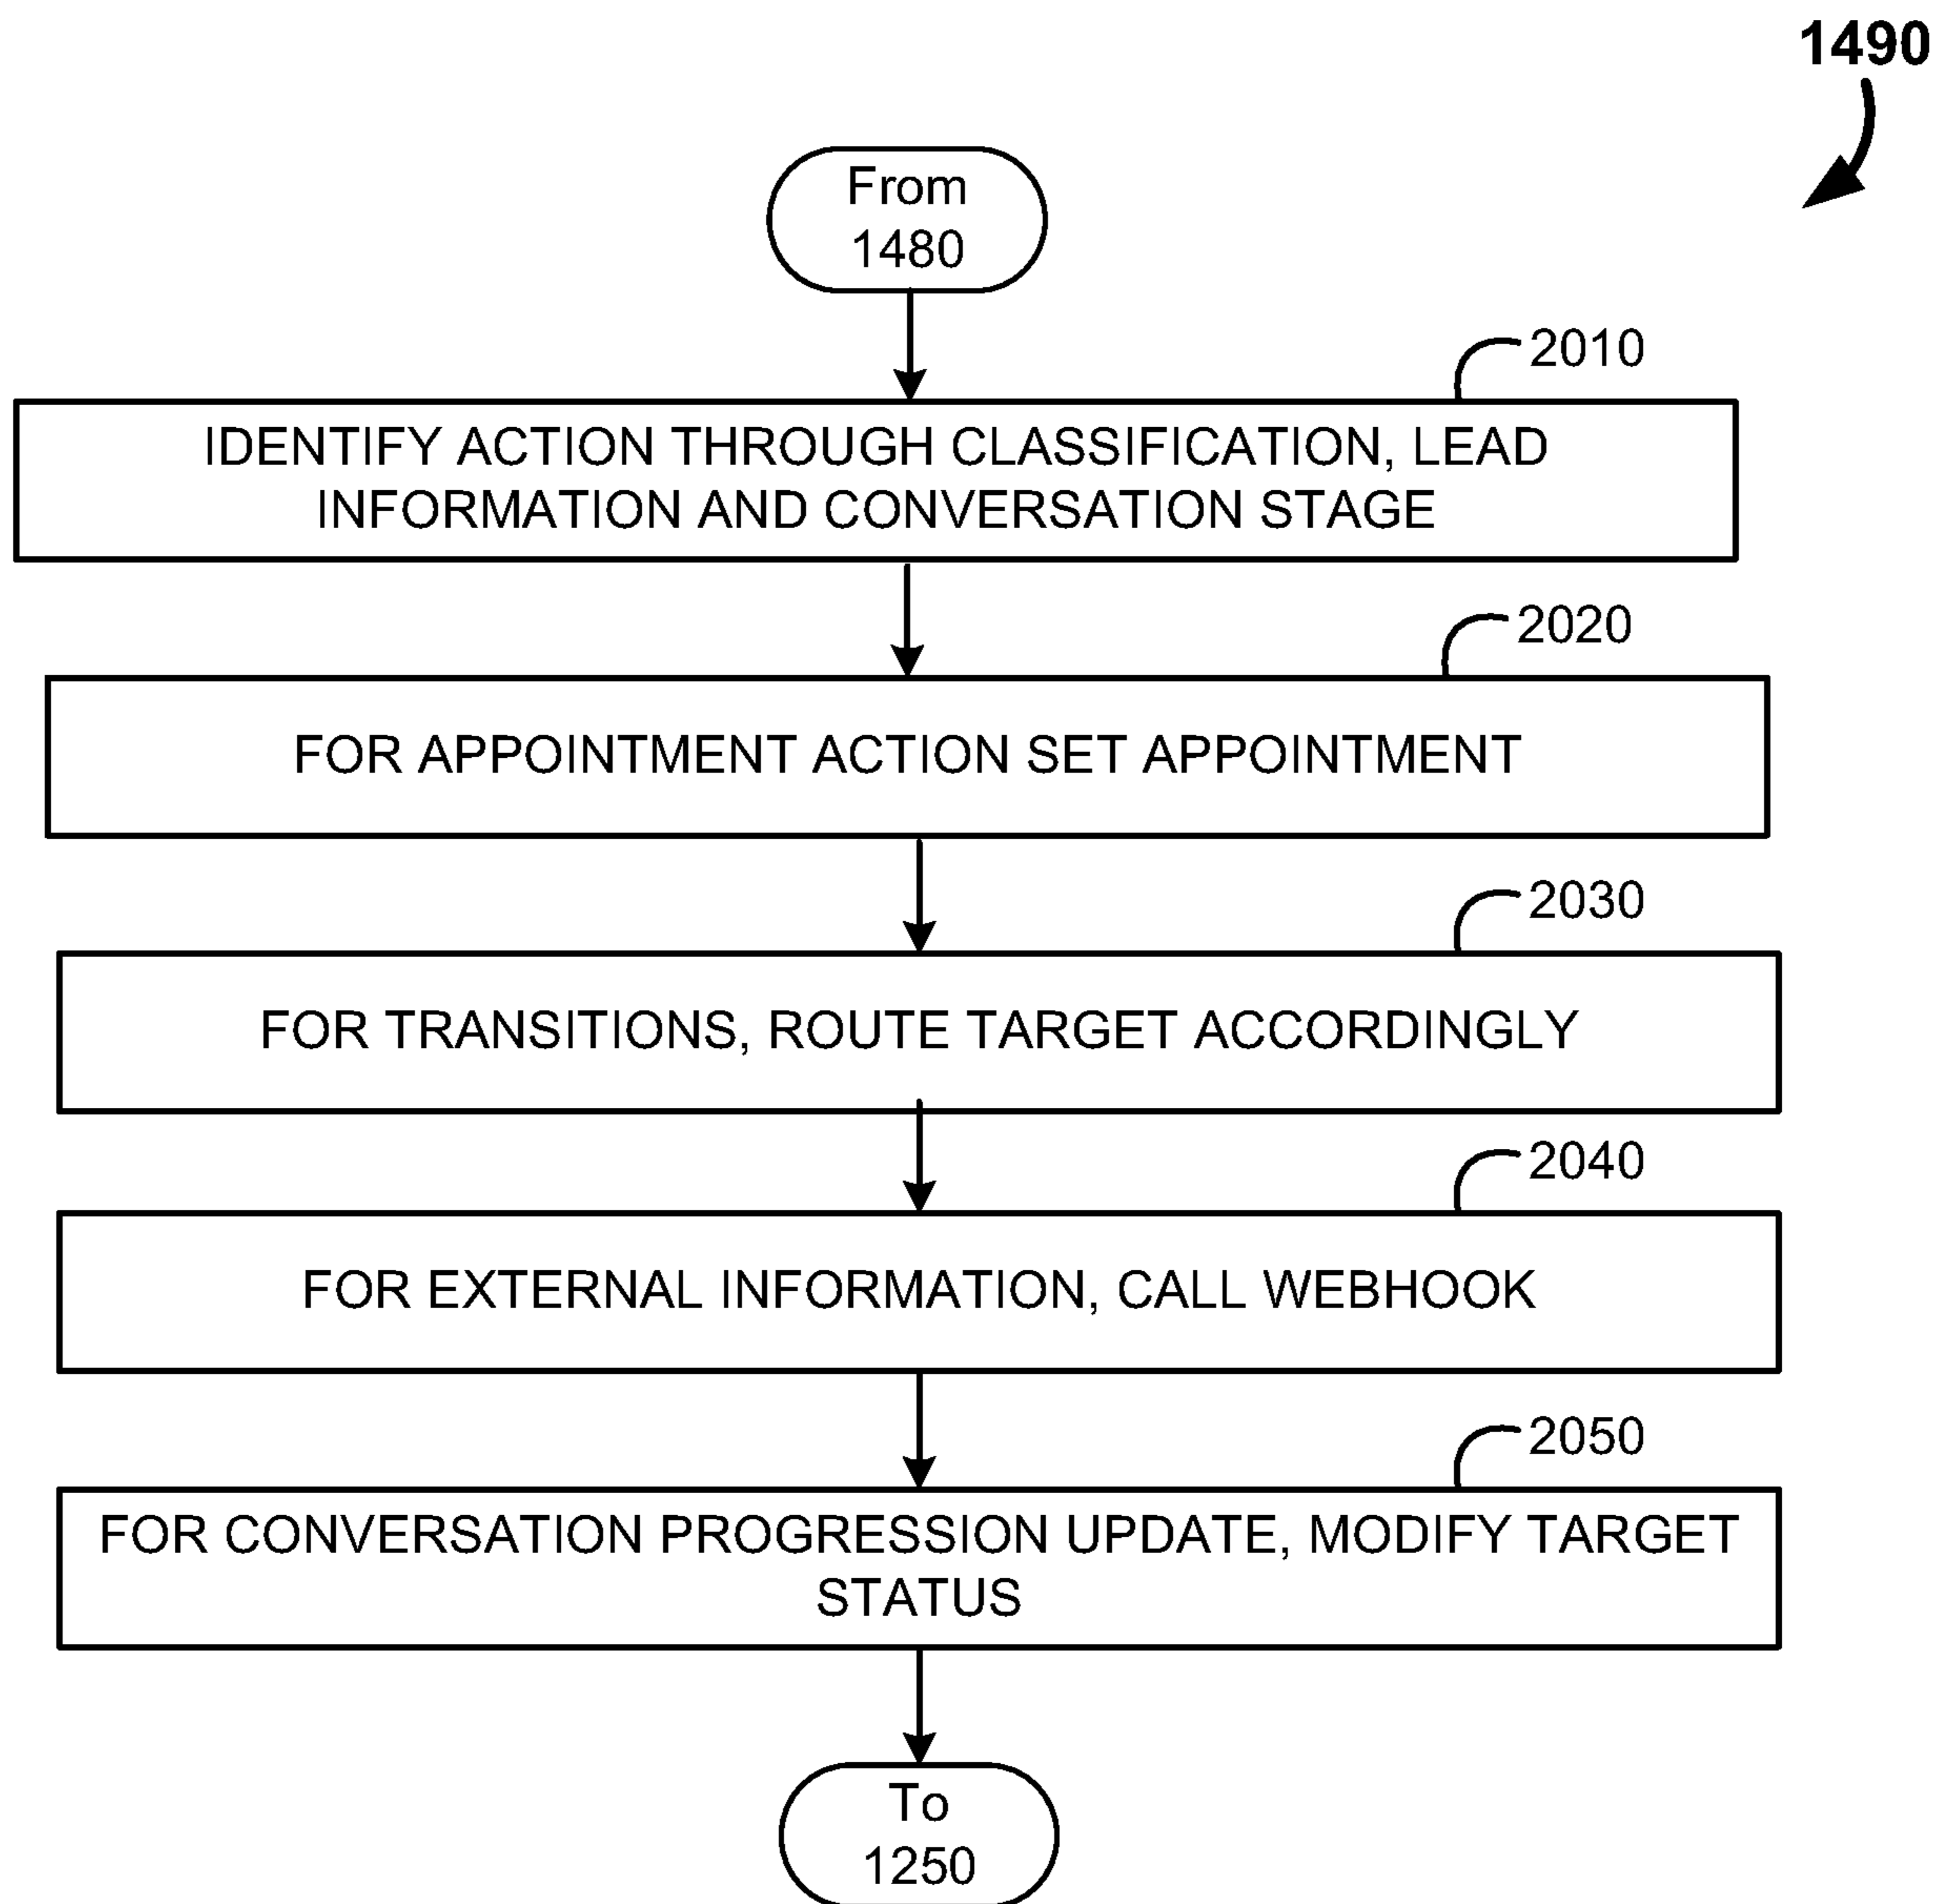 1490
From
1480
2010
IDENTIFY ACTION THROUGH CLASSIFICATION, LEAD
INFORMATION AND CONVERSATION STAGE
2020
FOR APPOINTMENT ACTION SET APPOINTMENT
2030
FOR TRANSITIONS, ROUTE TARGET ACCORDINGLY
2040
FOR EXTERNAL INFORMATION, CALL WEBHOOK
2050
FOR CONVERSATION PROGRESSION UPDATE, MODIFY TARGET
STATUS
To
1250